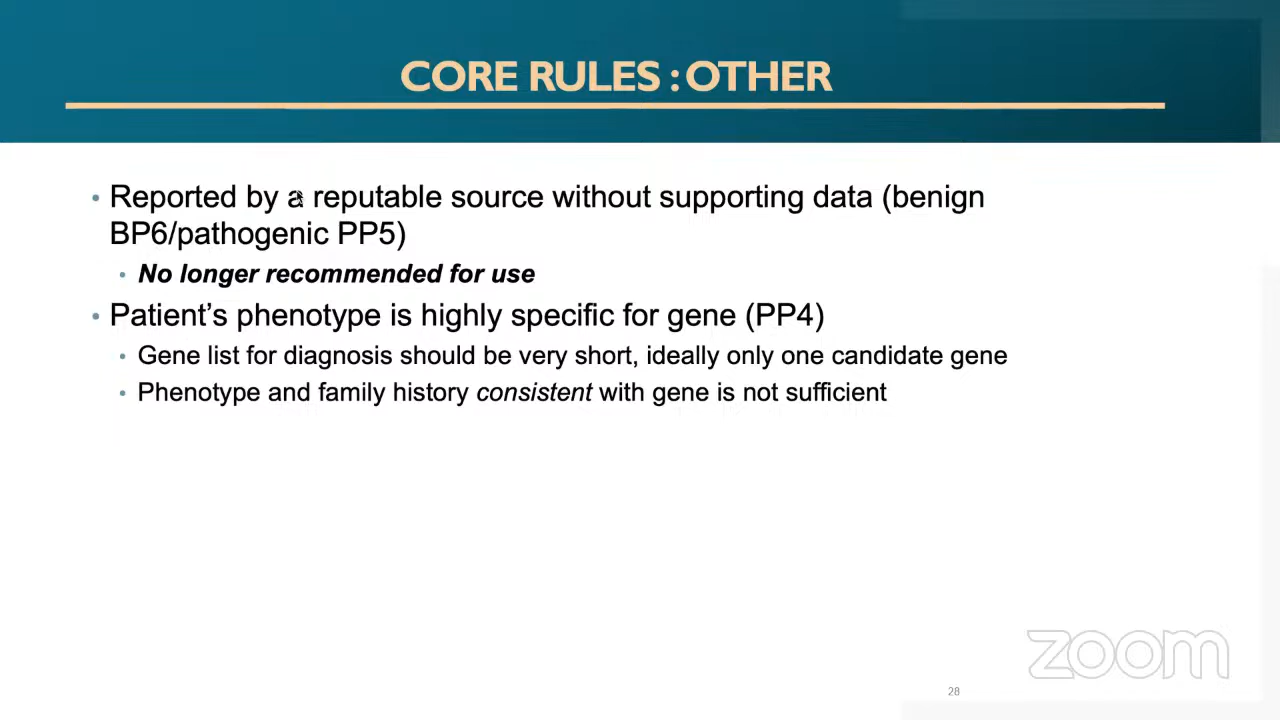 CORE RULES : OTHER
• Reported by a reputable source without supporting data (benign
BP6/pathogenic PP5)
• No longer recommended for use
• Patient’s phenotype is highly specific for gene (PP4)
• Gene list for diagnosis should be very short, ideally only one candidate gene
• Phenotype and family history consistent with gene is not sufficient
zoom
28